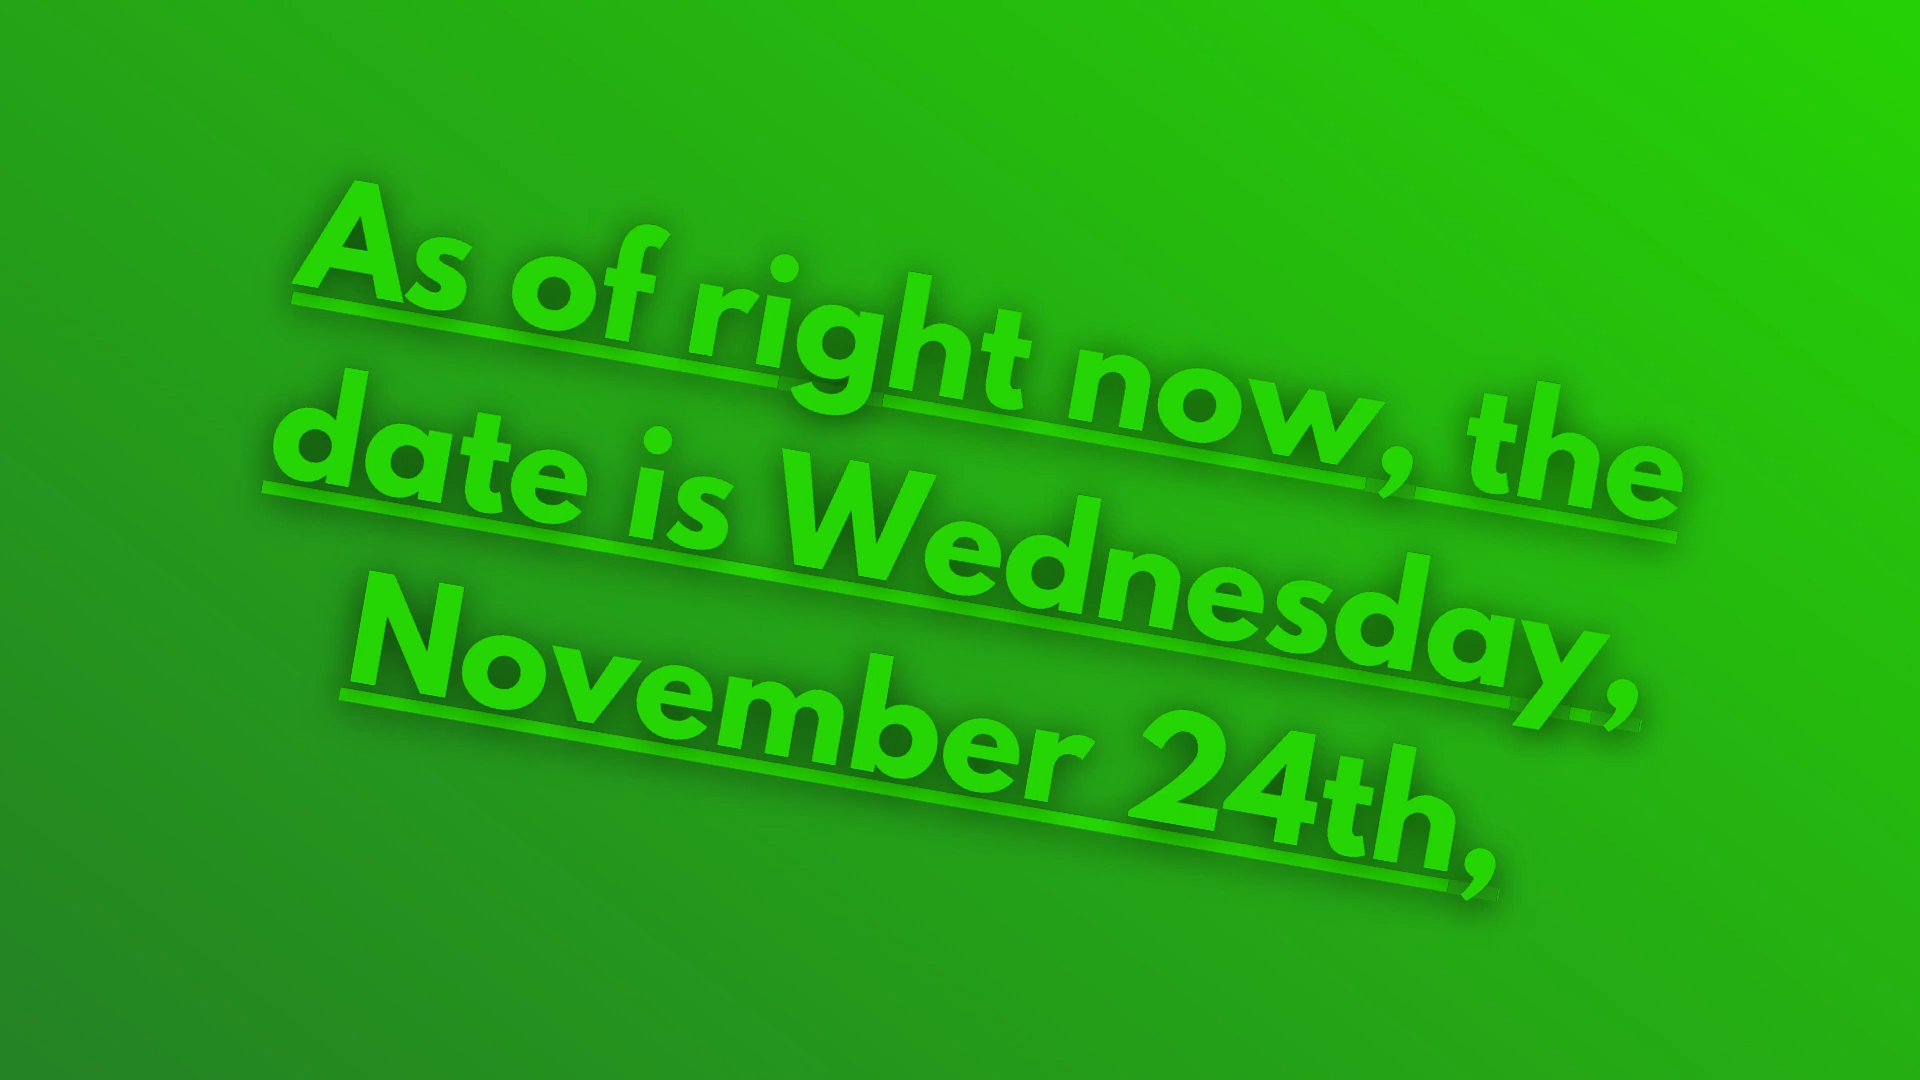 As of right now, the
date is Wednesday,
November 24th,